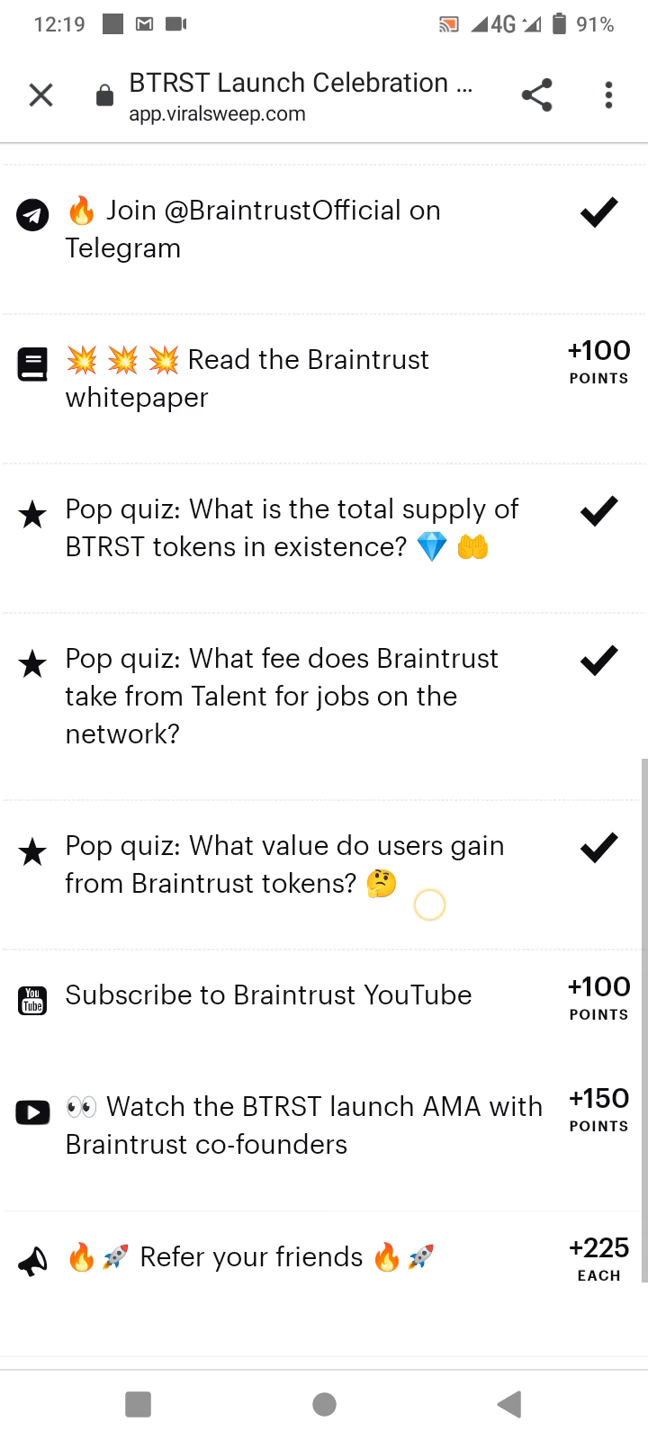 12:19 4G 91%
BTRST Launch Celebration ...
app.viralsweep.com
🔥 Join @BraintrustOfficial on
Telegram
💥 💥 💥 Read the Braintrust
whitepaper
+100
POINTS
Pop quiz: What is the total supply of
BTRST tokens in existence? 💎 🤲
Pop quiz: What fee does Braintrust
take from Talent for jobs on the
network?
Pop quiz: What value do users gain
from Braintrust tokens? 🤔
You
Tube
Subscribe to Braintrust YouTube
+100
POINTS
👀 Watch the BTRST launch AMA with
Braintrust co-founders
+150
POINTS
🔥🚀 Refer your friends 🔥🚀
+225
EACH